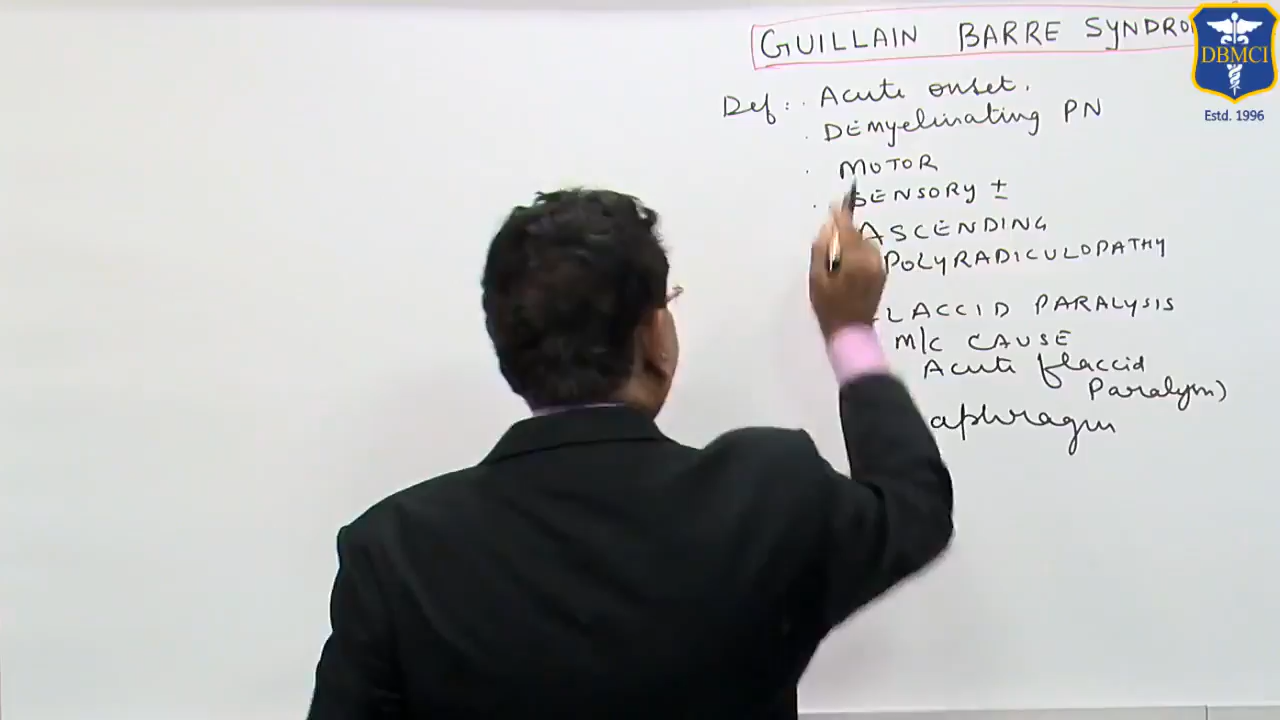 GUILLAIN BARRE SYNDRO
DBMCI
Estd. 1996
Def: . Acute onset.
. DEmyelinating PN
. MOTOR
. SENSORY ±
ASCENDING
POLYRADICULOPATHY
LACCID PARALYSIS
M/C CAUSE
Acute flaccid
Paralysis)
aphragm